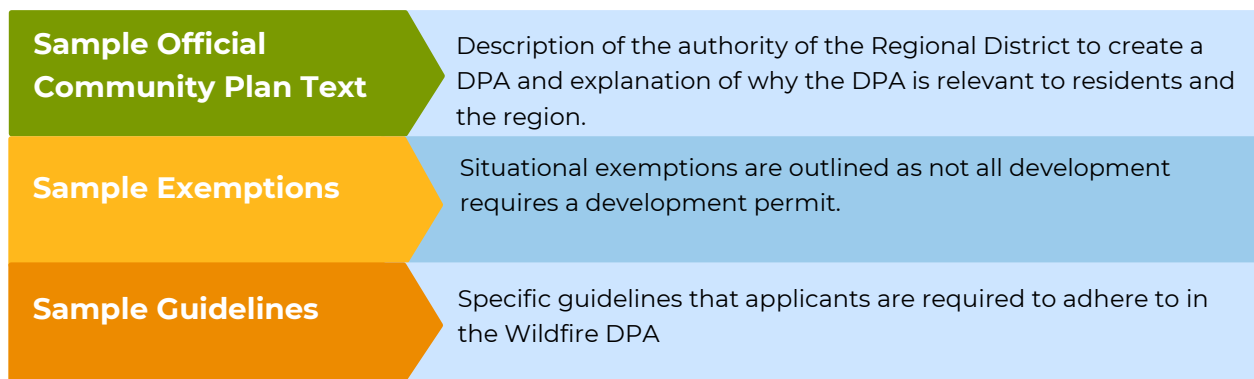 Sample Official
Community Plan Text
Description of the authority of the Regional District to create a
DPA and explanation of why the DPA is relevant to residents and
the region.
Sample Exemptions
Situational exemptions are outlined as not all development
requires a development permit.
Sample Guidelines
Specific guidelines that applicants are required to adhere to in
the Wildfire DPA